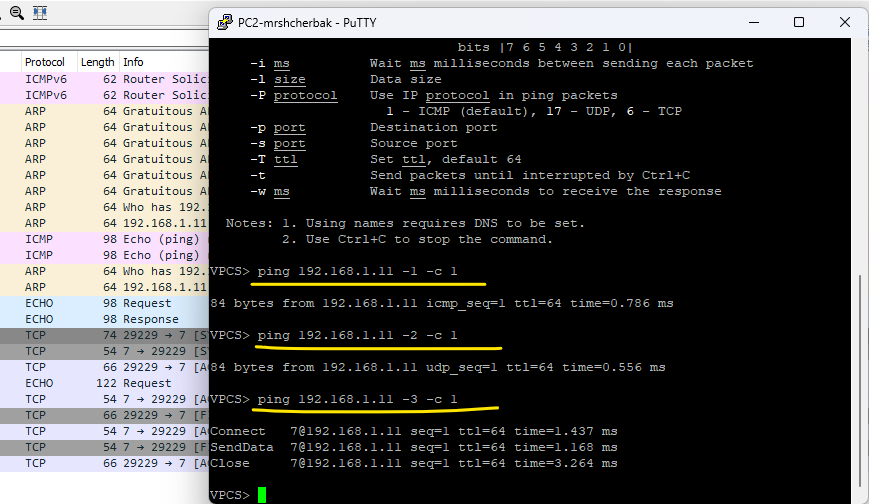 PC2-mrshcherbak - PuTTY
Protocol Length Info
ICMPv6 62 Router Solic
ICMPv6 62 Router Solic
ARP 64 Gratuitous A
ARP 64 Gratuitous A
ARP 64 Gratuitous A
ARP 64 Gratuitous A
ARP 64 Gratuitous A
ARP 64 Gratuitous A
ARP 64 Who has 192.
ARP 64 192.168.1.11
ICMP 98 Echo (ping)
ICMP 98 Echo (ping)
ARP 64 Who has 192.
ARP 64 192.168.1.11
ECHO 98 Request
ECHO 98 Response
TCP 74 29229 → 7 [S
TCP 54 7 → 29229 [S
TCP 66 29229 → 7 [A
ECHO 122 Request
TCP 54 7 → 29229 [A
TCP 66 29229 → 7 [F
TCP 54 7 → 29229 [A
TCP 54 7 → 29229 [F
TCP 66 29229 → 7 [A
bits |7 6 5 4 3 2 1 0|
-i ms Wait ms milliseconds between sending each packet
-l size Data size
-P protocol Use IP protocol in ping packets
1 - ICMP (default), 17 - UDP, 6 - TCP
-p port Destination port
-s port Source port
-T ttl Set ttl, default 64
-t Send packets until interrupted by Ctrl+C
-w ms Wait ms milliseconds to receive the response
Notes: 1. Using names requires DNS to be set.
2. Use Ctrl+C to stop the command.
VPCS> ping 192.168.1.11 -1 -c 1
84 bytes from 192.168.1.11 icmp_seq=1 ttl=64 time=0.786 ms
VPCS> ping 192.168.1.11 -2 -c 1
84 bytes from 192.168.1.11 udp_seq=1 ttl=64 time=0.556 ms
VPCS> ping 192.168.1.11 -3 -c 1
Connect 7@192.168.1.11 seq=1 ttl=64 time=1.437 ms
SendData 7@192.168.1.11 seq=1 ttl=64 time=1.168 ms
Close 7@192.168.1.11 seq=1 ttl=64 time=3.264 ms
VPCS>